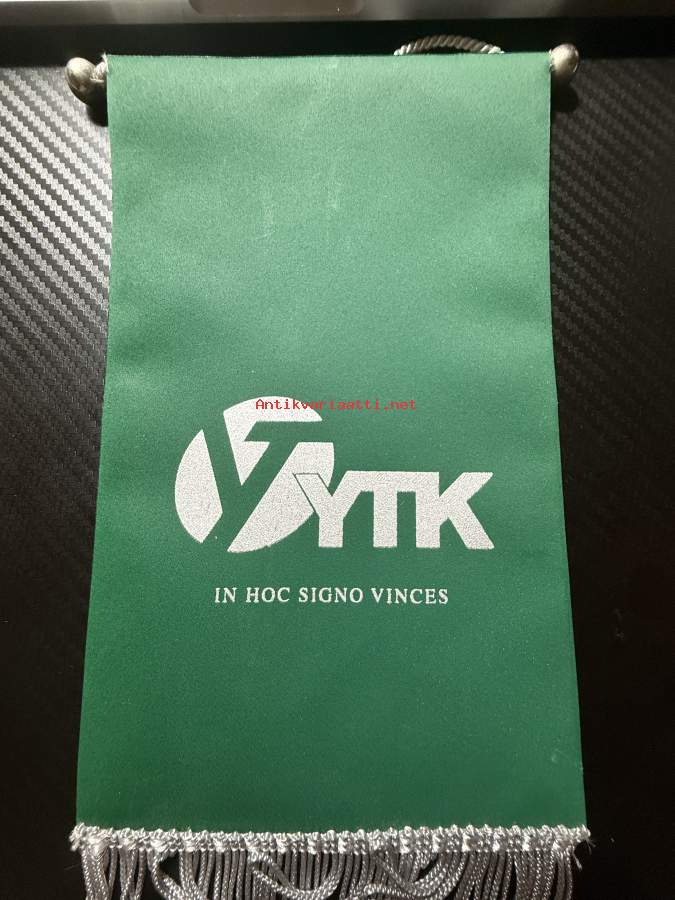 Antikvariaatti.net
YTK
IN HOC SIGNO VINCES